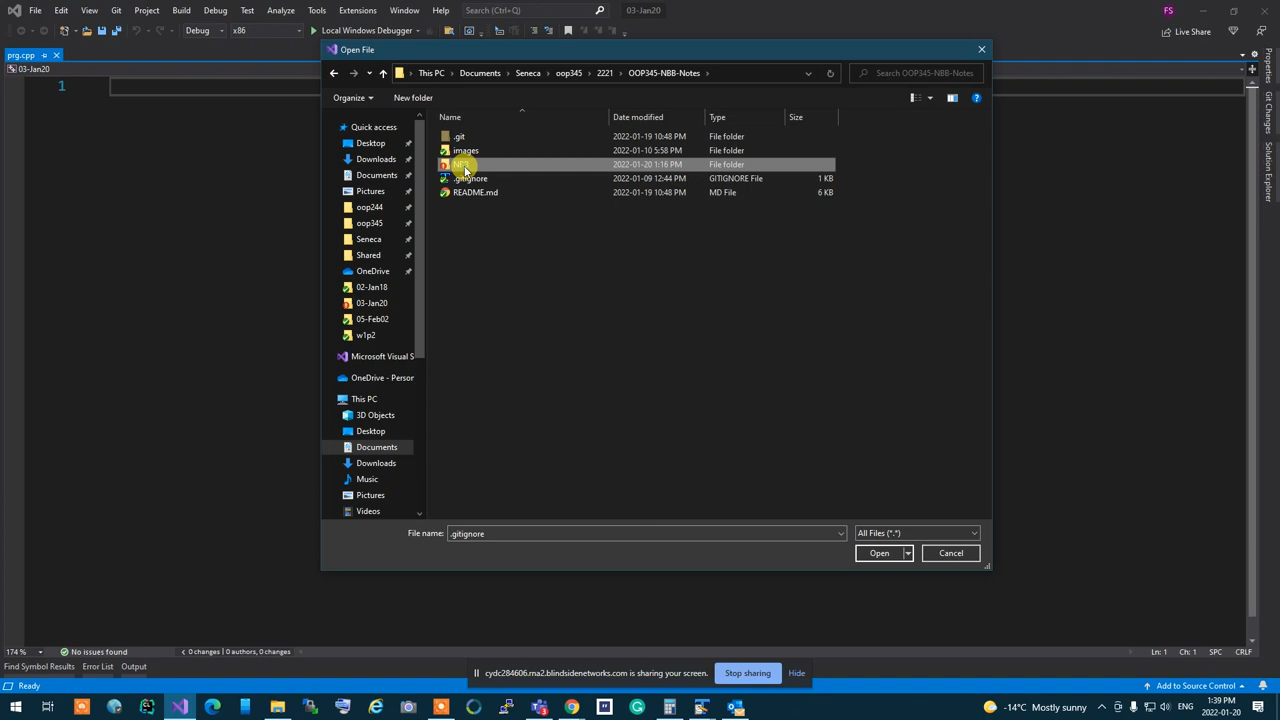 File Edit View Git Project Build Debug Test Analyze Tools Extensions Window Help Search (Ctrl+Q) 03-Jan20 FS
Debug x86 Local Windows Debugger Live Share
prg.cpp
03-Jan20
1
Open File
This PC > Documents > Seneca > oop345 > 2221 > OOP345-NBB-Notes > Search OOP345-NBB-Notes
Organize New folder
Name Date modified Type Size
.git 2022-01-19 10:48 PM File folder
images 2022-01-10 5:58 PM File folder
NBB 2022-01-20 1:16 PM File folder
.gitignore 2022-01-09 12:44 PM GITIGNORE File 1 KB
README.md 2022-01-19 10:48 PM MD File 6 KB
Quick access
Desktop
Downloads
Documents
Pictures
oop244
oop345
Seneca
Shared
OneDrive
02-Jan18
03-Jan20
05-Feb02
w1p2
Microsoft Visual S
OneDrive - Person
This PC
3D Objects
Desktop
Documents
Downloads
Music
Pictures
Videos
File name: .gitignore All Files (*.*)
Open Cancel
Properties
Git Changes
Solution Explorer
174 % No issues found 0 changes | 0 authors, 0 changes Ln: 1 Ch: 1 SPC CRLF
Find Symbol Results Error List Output
cydc284606.rna2.blindsidenetworks.com is sharing your screen. Stop sharing Hide
Ready Add to Source Control
-14°C Mostly sunny ENG 1:39 PM
2022-01-20